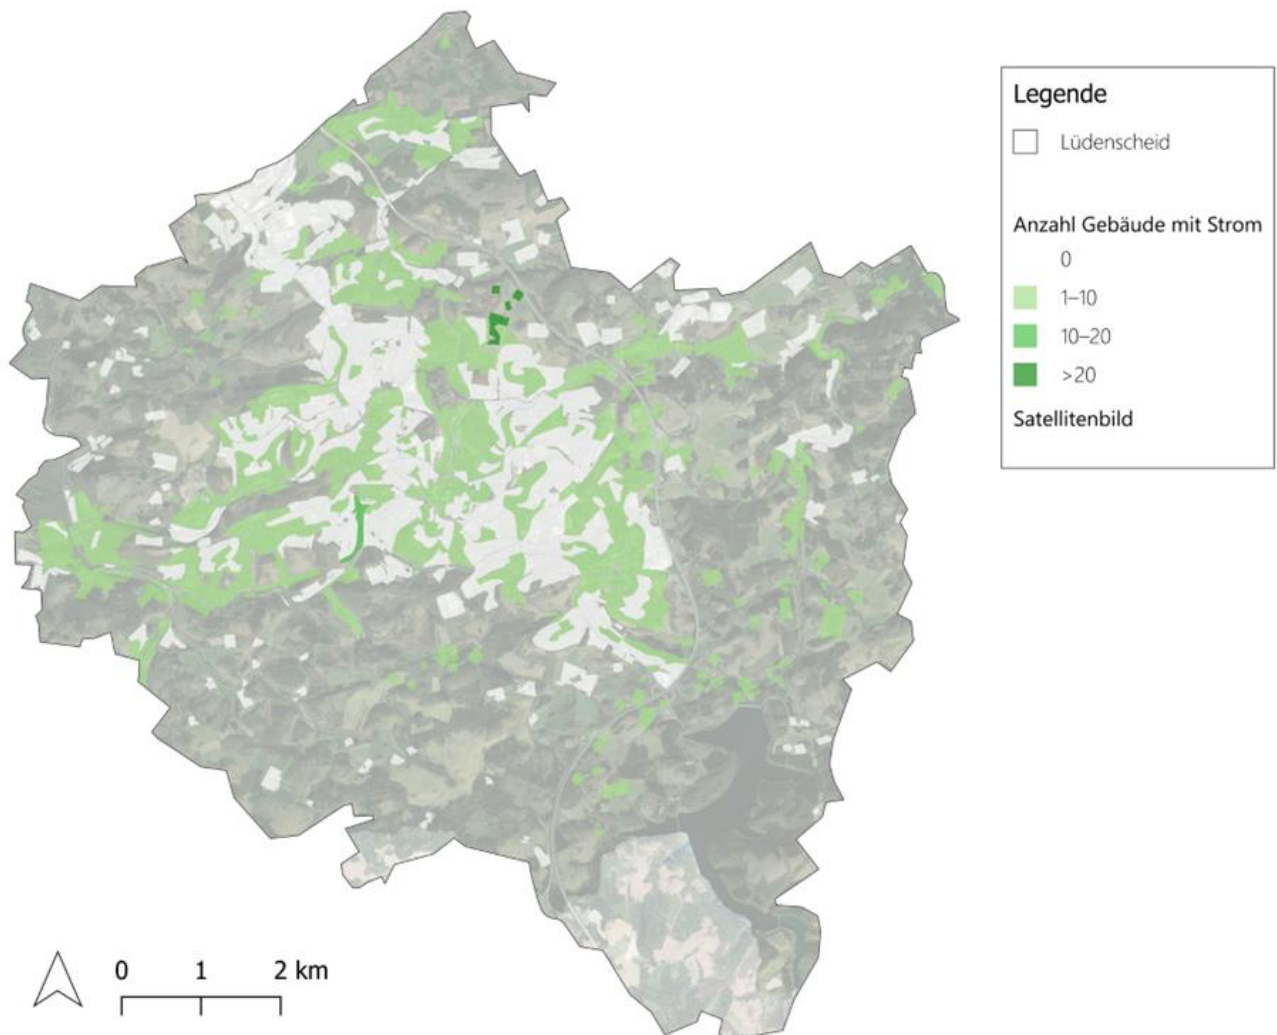 Legende
Lüdenscheid
Anzahl Gebäude mit Strom
0
1–10
10–20
>20
Satellitenbild
0 1 2 km